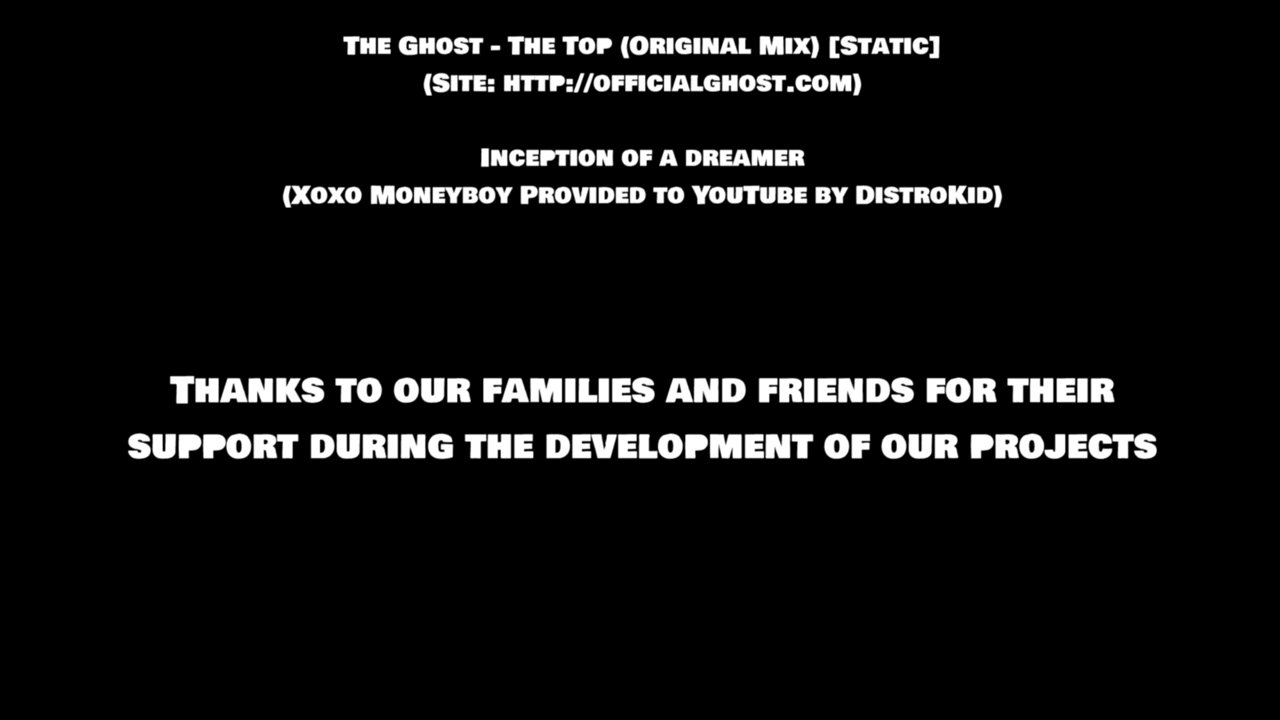 The Ghost - The Top (Original Mix) [Static]
(Site: http://officialghost.com)
Inception of a dreamer
(Xoxo Moneyboy Provided to YouTube by DistroKid)
Thanks to our families and friends for their
support during the development of our projects